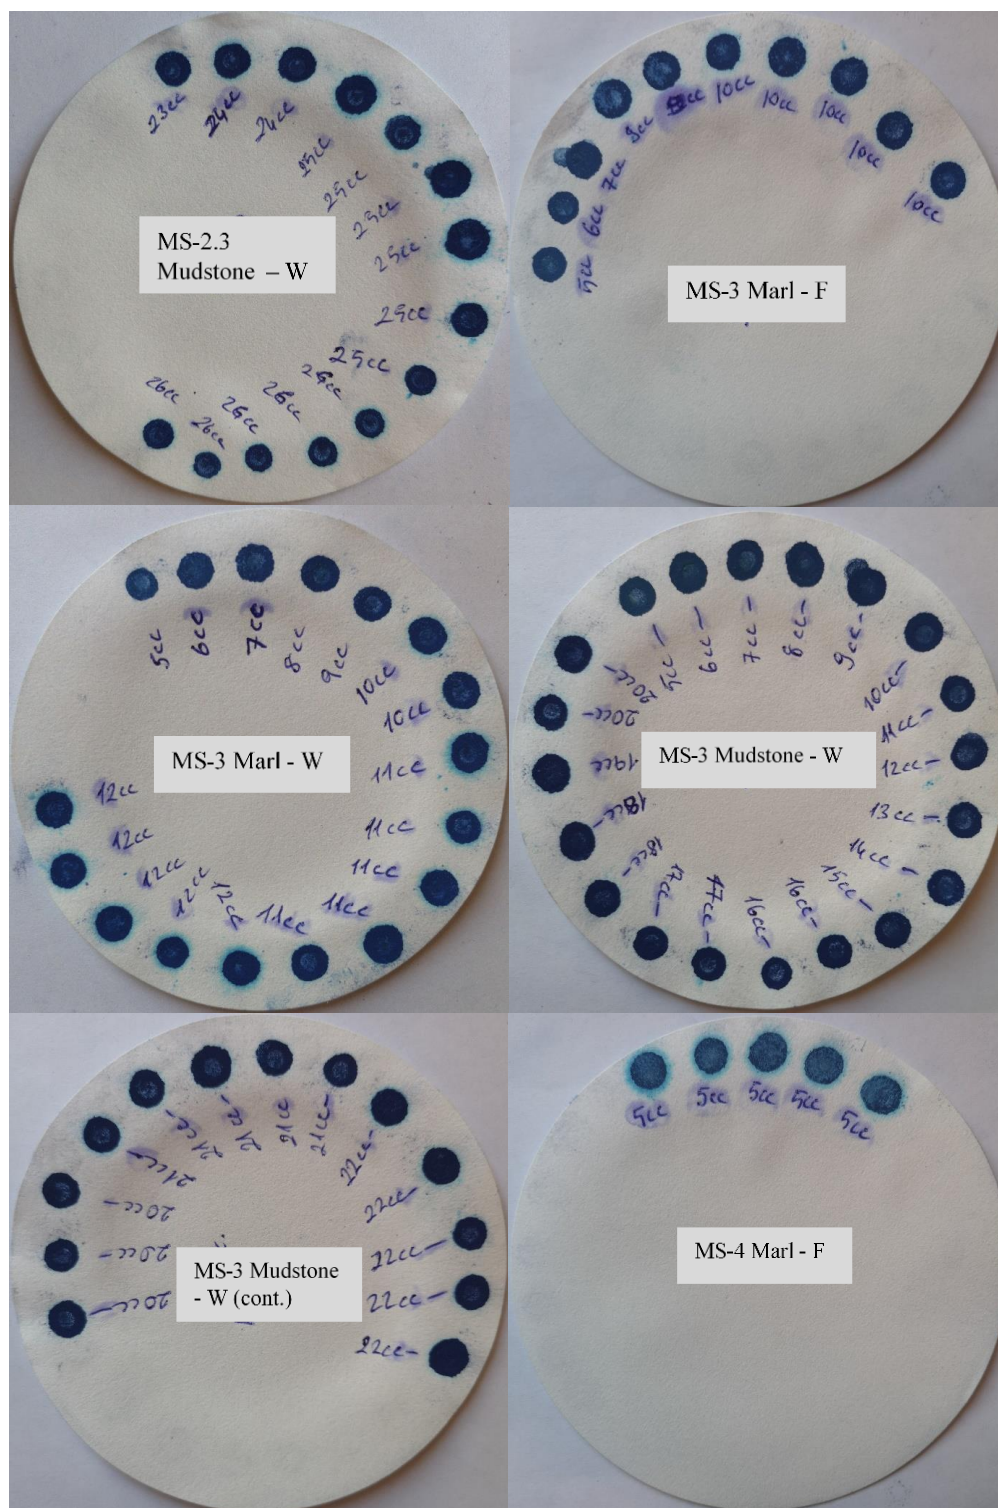 23cc
24cc
24cc
25cc
25cc
25cc
25cc
25cc
25cc
26cc
26cc
26cc
26cc
MS-2.3
Mudstone – W
5cc
6cc
7cc
9cc
10cc
10cc
10cc
10cc
10cc
MS-3 Marl - F
5cc
6cc
7cc
8cc
9cc
10cc
10cc
11cc
11cc
11cc
11cc
11cc
12cc
12cc
12cc
12cc
12cc
MS-3 Marl - W
5cc –
6cc –
7cc –
8cc –
9cc –
10cc –
11cc –
12cc –
13cc –
14cc –
15cc –
16cc –
16cc –
17cc –
17cc –
18cc –
18cc –
19cc
20cc –
20cc –
MS-3 Mudstone - W
20cc –
20cc –
20cc –
21cc –
21cc –
21cc –
21cc
21cc –
22cc –
22cc –
22cc –
22cc –
22cc –
MS-3 Mudstone
- W (cont.)
5cc
5cc
5cc
5cc
5cc
MS-4 Marl - F